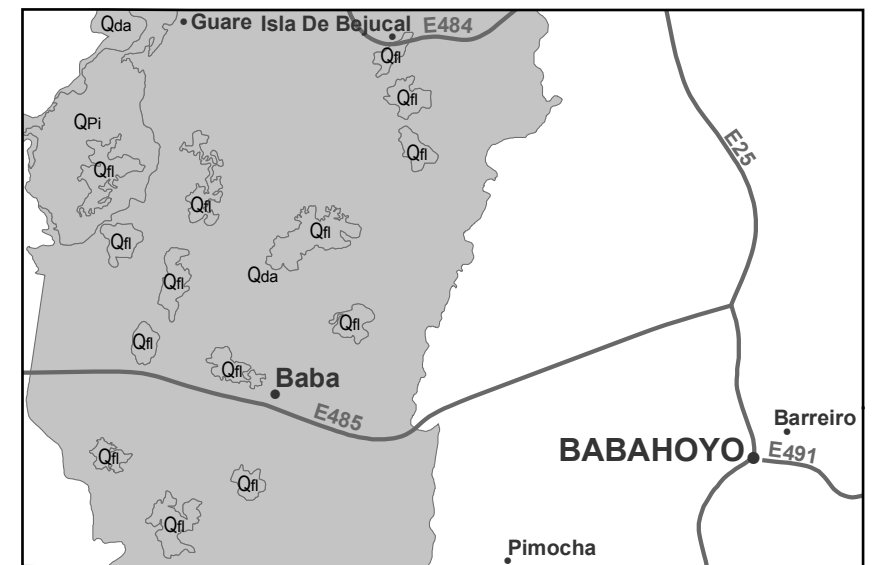 Qda
Guare
Isla De Bejucal
E484
Qfl
Qfl
QPi
E25
Qfl
Qfl
Qfl
Qfl
Qfl
Qda
Qfl
Qfl
Qfl
Qfl
Baba
E485
Barreiro
BABAHOYO
E491
Qfl
Qfl
Qfl
Pimocha